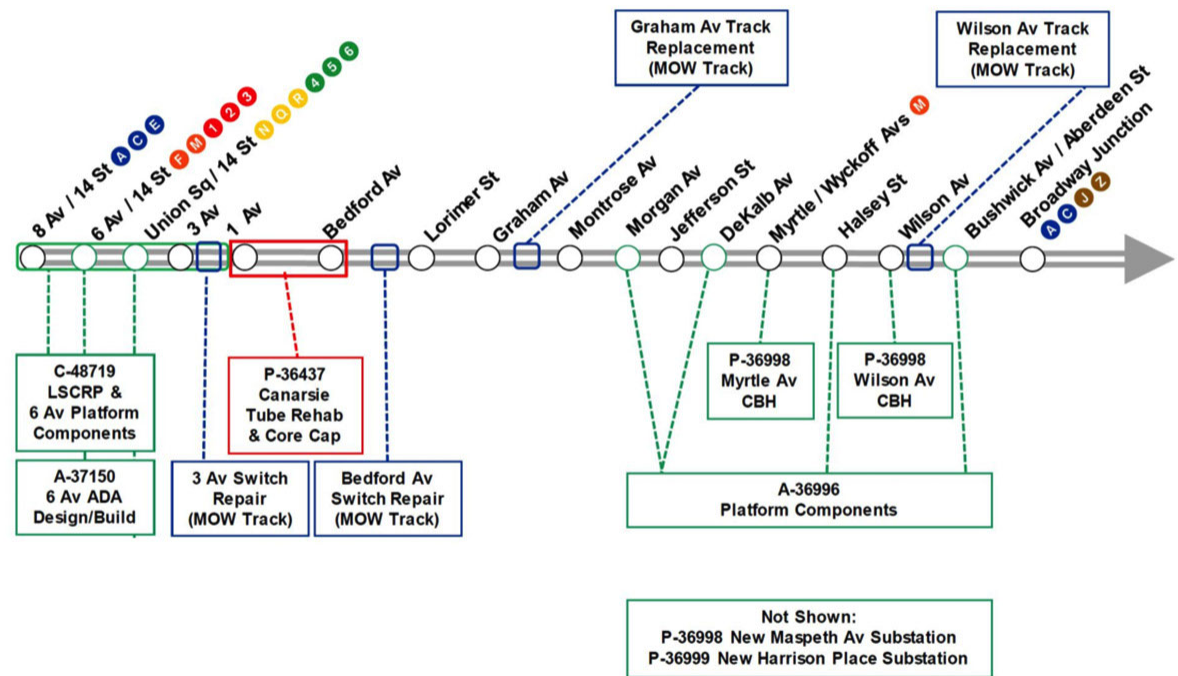 Graham Av Track
Replacement
(MOW Track)
Wilson Av Track
Replacement
(MOW Track)
8 Av / 14 St A C E
6 Av / 14 St F M 1 2 3
Union Sq / 14 St N Q R 4 5 6
3 Av
1 Av
Bedford Av
Lorimer St
Graham Av
Montrose Av
Morgan Av
Jefferson St
DeKalb Av
Myrtle / Wyckoff Avs M
Halsey St
Wilson Av
Bushwick Av / Aberdeen St
Broadway Junction
A C J Z
C-48719
LSCRP &
6 Av Platform
Components
A-37150
6 Av ADA
Design/Build
P-36437
Canarsie
Tube Rehab
& Core Cap
3 Av Switch
Repair
(MOW Track)
Bedford Av
Switch Repair
(MOW Track)
P-36998
Myrtle Av
CBH
P-36998
Wilson Av
CBH
A-36996
Platform Components
Not Shown:
P-36998 New Maspeth Av Substation
P-36999 New Harrison Place Substation